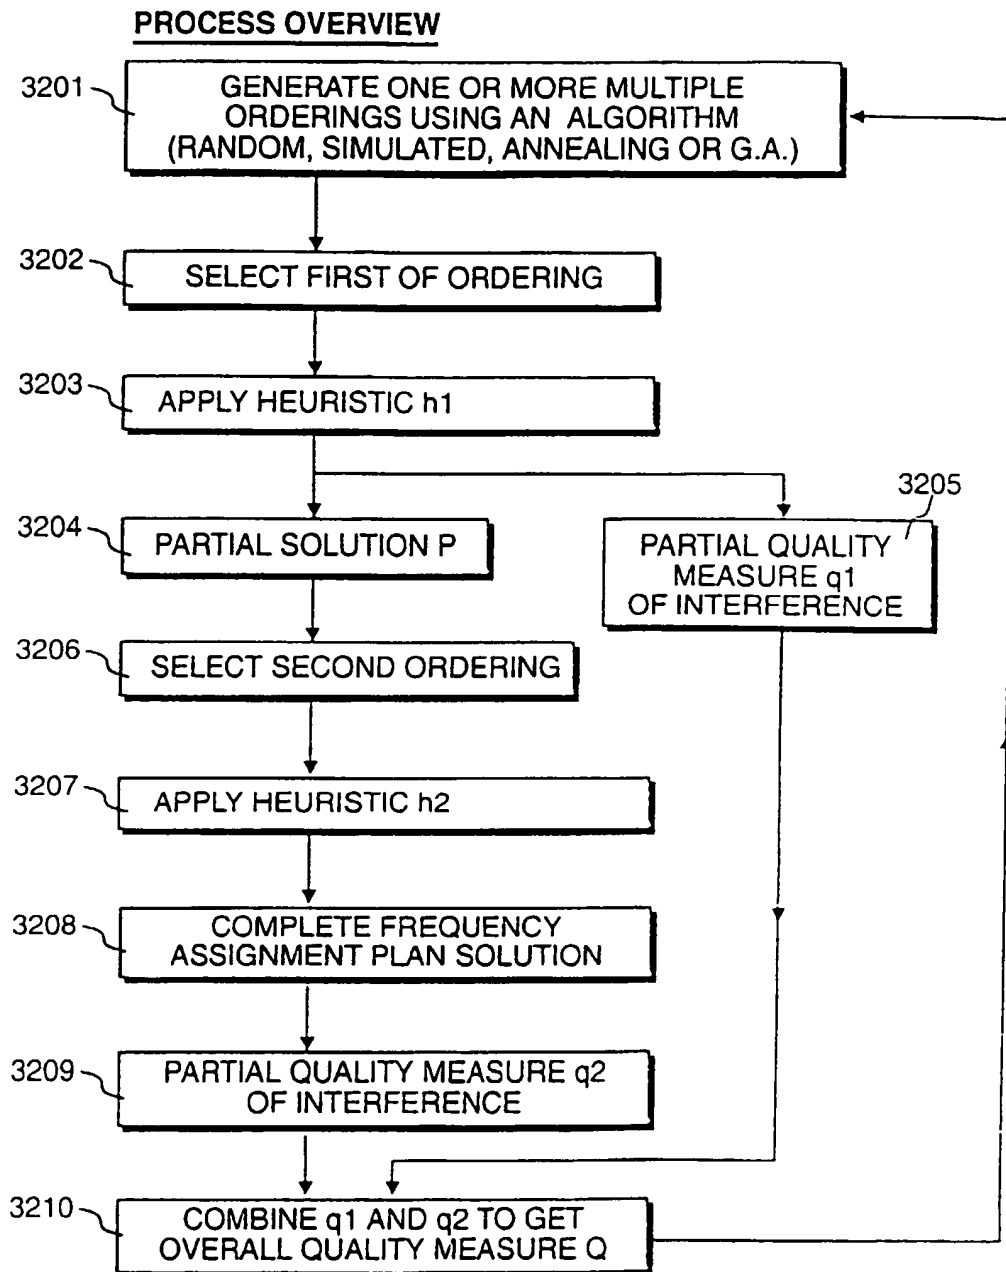 PROCESS OVERVIEW
3201
GENERATE ONE OR MORE MULTIPLE
ORDERINGS USING AN ALGORITHM
(RANDOM, SIMULATED, ANNEALING OR G.A.)
3202
SELECT FIRST OF ORDERING
3203
APPLY HEURISTIC h1
3204
PARTIAL SOLUTION P
3205
PARTIAL QUALITY
MEASURE q1
OF INTERFERENCE
3206
SELECT SECOND ORDERING
3207
APPLY HEURISTIC h2
3208
COMPLETE FREQUENCY
ASSIGNMENT PLAN SOLUTION
3209
PARTIAL QUALITY MEASURE q2
OF INTERFERENCE
3210
COMBINE q1 AND q2 TO GET
OVERALL QUALITY MEASURE Q